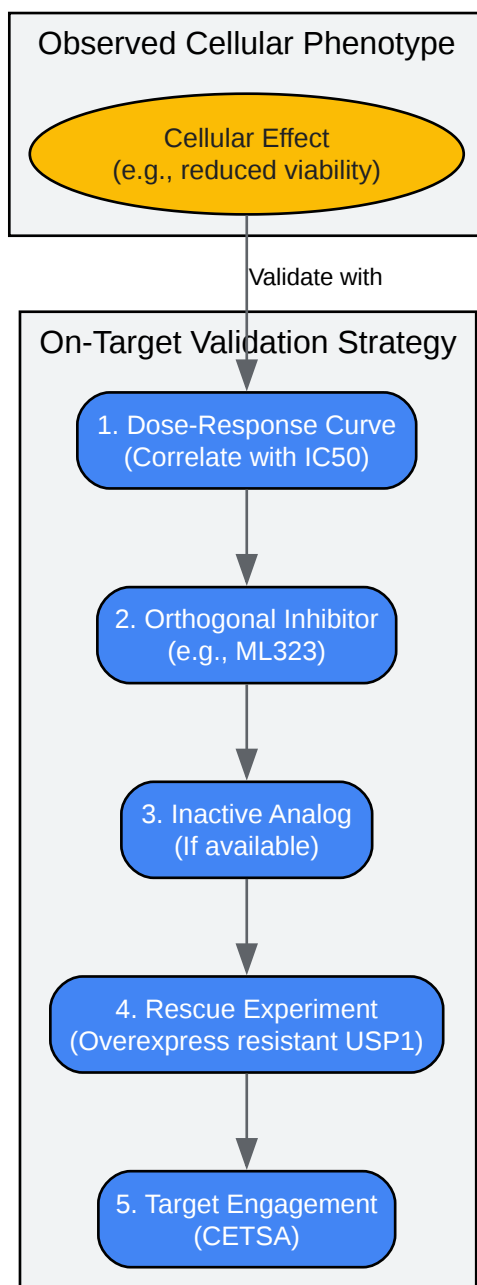 Observed Cellular Phenotype
Cellular Effect
(e.g., reduced viability)
Validate with
On-Target Validation Strategy
1. Dose-Response Curve
(Correlate with IC50)
2. Orthogonal Inhibitor
(e.g., ML323)
3. Inactive Analog
(If available)
4. Rescue Experiment
(Overexpress resistant USP1)
5. Target Engagement
(CETSA)